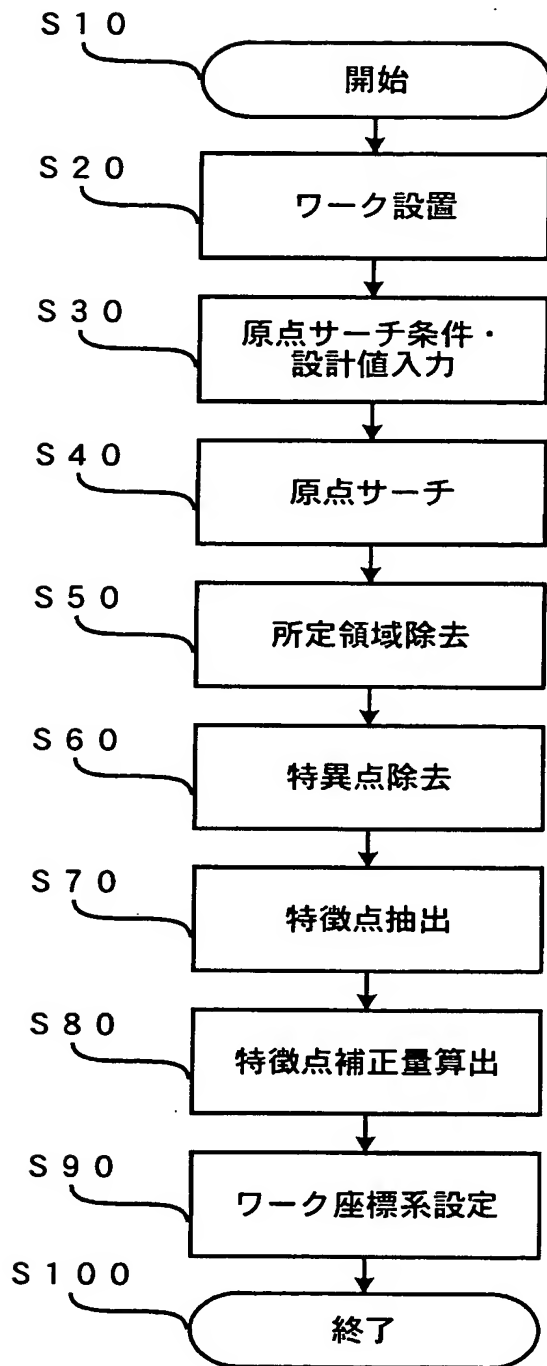 S10
開始
S20
ワーク設置
S30
原点サーチ条件・
設計値入力
S40
原点サーチ
S50
所定領域除去
S60
特異点除去
S70
特徴点抽出
S80
特徴点補正量算出
S90
ワーク座標系設定
S100
終了